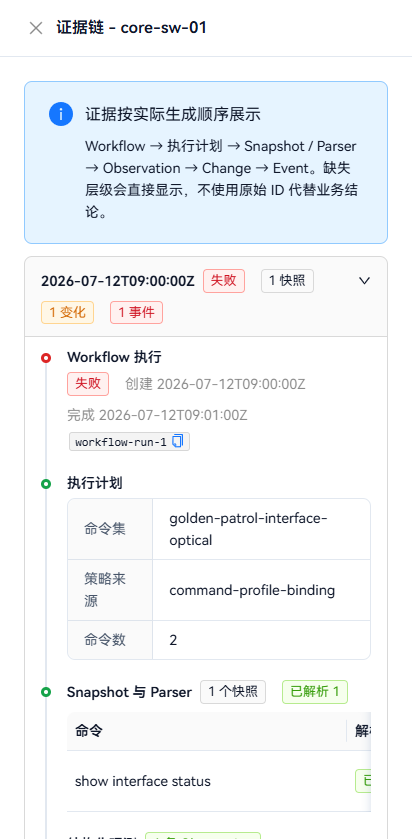 证据链 - core-sw-01
证据按实际生成顺序展示
Workflow → 执行计划 → Snapshot / Parser
→ Observation → Change → Event。缺失
层级会直接显示，不使用原始 ID 代替业务结
论。
2026-07-12T09:00:00Z 失败 1 快照
1 变化 1 事件
Workflow 执行
失败 创建 2026-07-12T09:00:00Z
完成 2026-07-12T09:01:00Z
workflow-run-1
执行计划
命令集 golden-patrol-interface-
optical
策略来
源 command-profile-binding
命令数 2
Snapshot 与 Parser 1 个快照 已解析 1
命令
show interface status